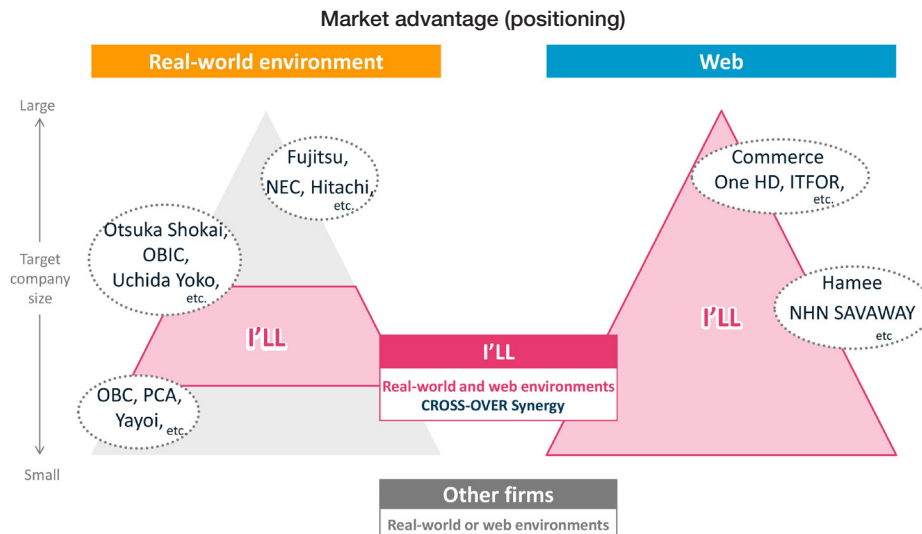 Market advantage (positioning)
Real-world environment
Web
Large
Target
company
size
Small
Fujitsu,
NEC, Hitachi,
etc.
Otsuka Shokai,
OBIC,
Uchida Yoko,
etc.
I'LL
OBC, PCA,
Yayoi,
etc.
Commerce
One HD, ITFOR,
etc.
Hamee
NHN SAVAWAY
etc
I'LL
I'LL
Real-world and web environments
CROSS-OVER Synergy
Other firms
Real-world or web environments